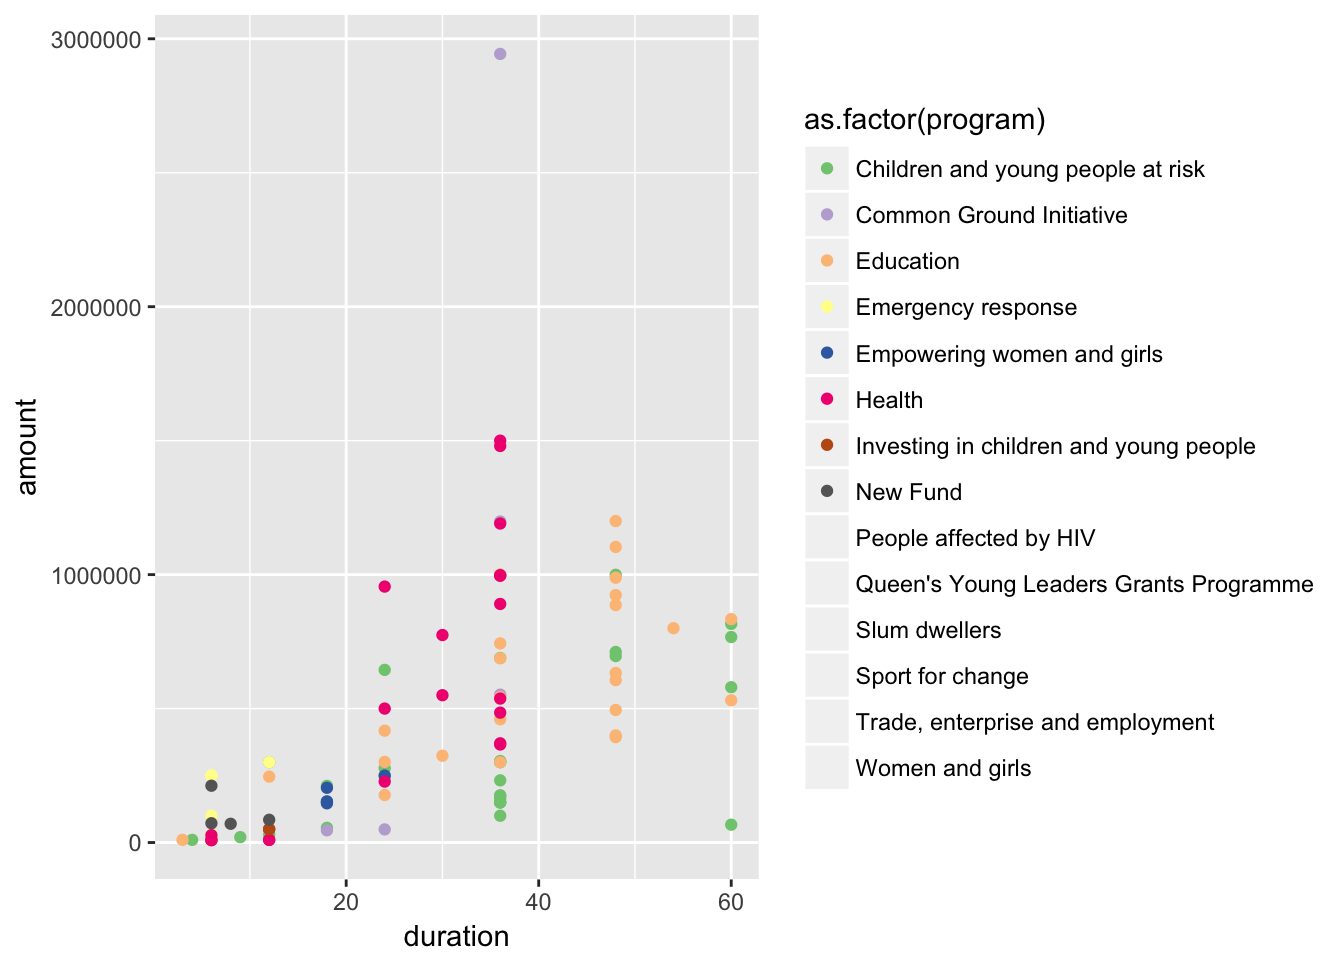 3000000
2000000
1000000
0
amount
20
40
60
duration
as.factor(program)
Children and young people at risk
Common Ground Initiative
Education
Emergency response
Empowering women and girls
Health
Investing in children and young people
New Fund
People affected by HIV
Queen's Young Leaders Grants Programme
Slum dwellers
Sport for change
Trade, enterprise and employment
Women and girls